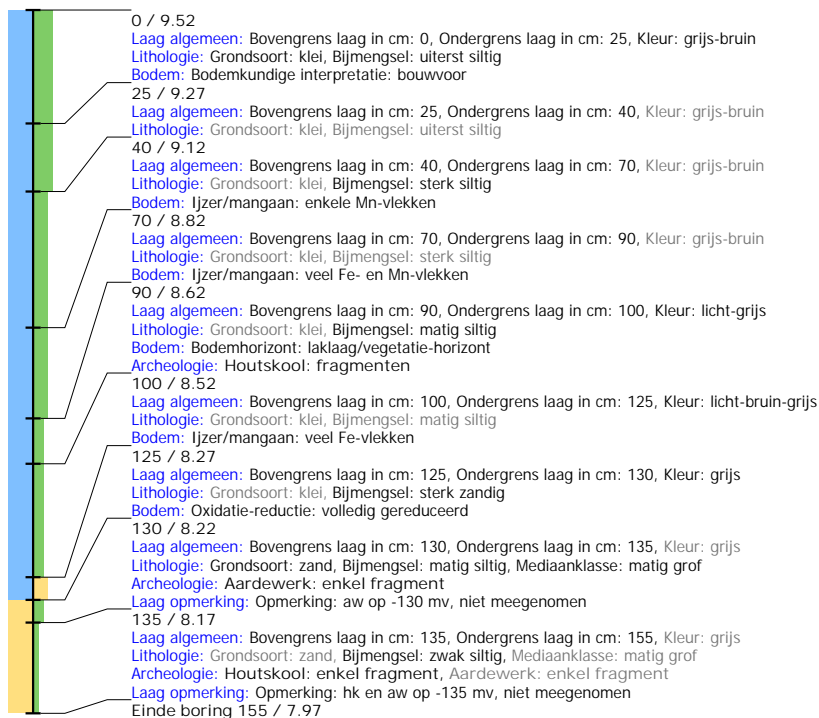 0 / 9.52
Laag algemeen: Bovengrens laag in cm: 0, Ondergrens laag in cm: 25, Kleur: grijs-bruin
Lithologie: Grondsoort: klei, Bijmengsel: uiterst siltig
Bodem: Bodemkundige interpretatie: bouwvoor
25 / 9.27
Laag algemeen: Bovengrens laag in cm: 25, Ondergrens laag in cm: 40, Kleur: grijs-bruin
Lithologie: Grondsoort: klei, Bijmengsel: uiterst siltig
40 / 9.12
Laag algemeen: Bovengrens laag in cm: 40, Ondergrens laag in cm: 70, Kleur: grijs-bruin
Lithologie: Grondsoort: klei, Bijmengsel: sterk siltig
Bodem: Ijzer/mangaan: enkele Mn-vlekken
70 / 8.82
Laag algemeen: Bovengrens laag in cm: 70, Ondergrens laag in cm: 90, Kleur: grijs-bruin
Lithologie: Grondsoort: klei, Bijmengsel: sterk siltig
Bodem: Ijzer/mangaan: veel Fe- en Mn-vlekken
90 / 8.62
Laag algemeen: Bovengrens laag in cm: 90, Ondergrens laag in cm: 100, Kleur: licht-grijs
Lithologie: Grondsoort: klei, Bijmengsel: matig siltig
Bodem: Bodemhorizont: laklaag/vegetatie-horizont
Archeologie: Houtskool: fragmenten
100 / 8.52
Laag algemeen: Bovengrens laag in cm: 100, Ondergrens laag in cm: 125, Kleur: licht-bruin-grijs
Lithologie: Grondsoort: klei, Bijmengsel: matig siltig
Bodem: Ijzer/mangaan: veel Fe-vlekken
125 / 8.27
Laag algemeen: Bovengrens laag in cm: 125, Ondergrens laag in cm: 130, Kleur: grijs
Lithologie: Grondsoort: klei, Bijmengsel: sterk zandig
Bodem: Oxidatie-reductie: volledig gereduceerd
130 / 8.22
Laag algemeen: Bovengrens laag in cm: 130, Ondergrens laag in cm: 135, Kleur: grijs
Lithologie: Grondsoort: zand, Bijmengsel: matig siltig, Mediaanklasse: matig grof
Archeologie: Aardewerk: enkel fragment
Laag opmerking: Opmerking: aw op -130 mv, niet meegenomen
135 / 8.17
Laag algemeen: Bovengrens laag in cm: 135, Ondergrens laag in cm: 155, Kleur: grijs
Lithologie: Grondsoort: zand, Bijmengsel: zwak siltig, Mediaanklasse: matig grof
Archeologie: Houtskool: enkel fragment, Aardewerk: enkel fragment
Laag opmerking: Opmerking: hk en aw op -135 mv, niet meegenomen
Einde boring 155 / 7.97